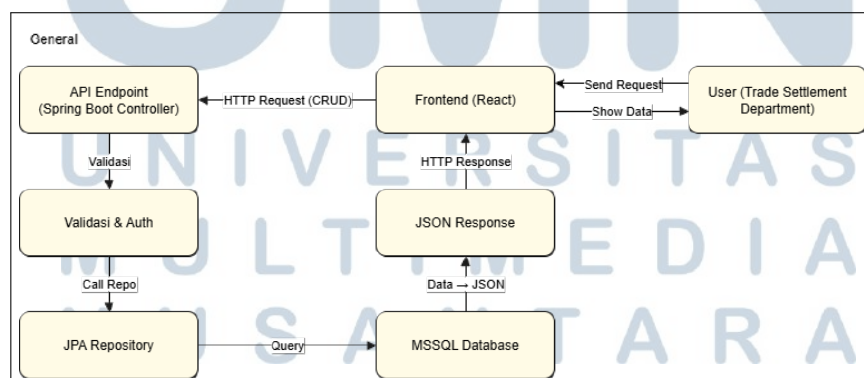 UMN
General
API Endpoint
(Spring Boot Controller)
HTTP Request (CRUD)
Frontend (React)
Send Request
Show Data
User (Trade Settlement
Department)
Validasi
HTTP Response
UNIVERSITAS
Validasi & Auth
JSON Response
MULTIMEDIA
Call Repo
Data → JSON
JPA Repository
Query
MSSQL Database
NUSANTARA